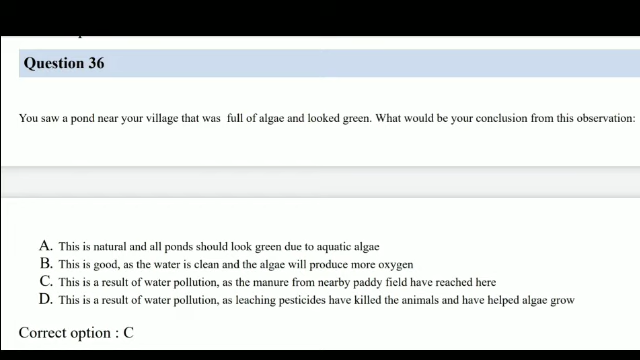 Question 36
You saw a pond near your village that was full of algae and looked green. What would be your conclusion from this observation:
A. This is natural and all ponds should look green due to aquatic algae
B. This is good, as the water is clean and the algae will produce more oxygen
C. This is a result of water pollution, as the manure from nearby paddy field have reached here
D. This is a result of water pollution, as leaching pesticides have killed the animals and have helped algae grow
Correct option : C